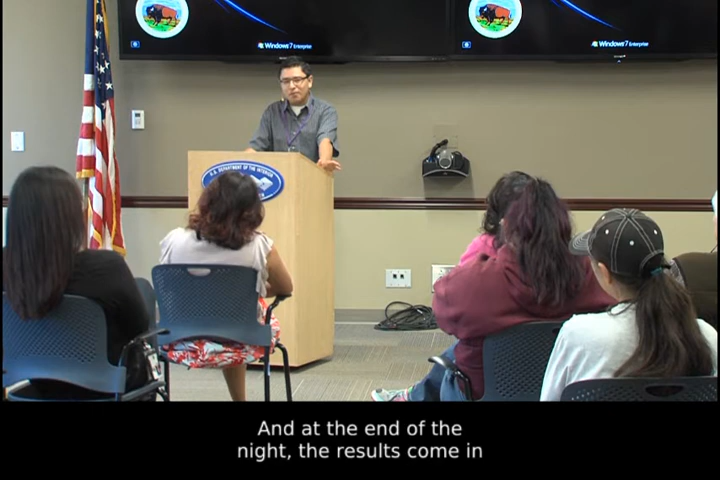 Windows 7 Enterprise
Windows 7 Enterprise
U.S. DEPARTMENT OF THE INTERIOR
And at the end of the
night, the results come in